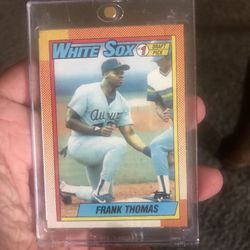 WHITE SOX
#1 DRAFT PICK
FRANK THOMAS